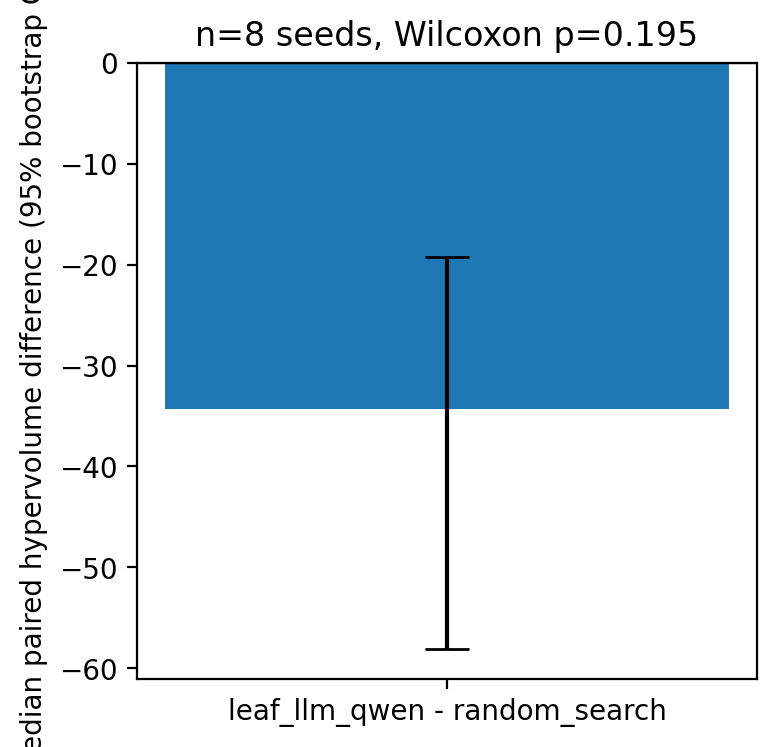 n=8 seeds, Wilcoxon p=0.195
edian paired hypervolume difference (95% bootstrap
0
−10
−20
−30
−40
−50
−60
leaf_llm_qwen - random_search